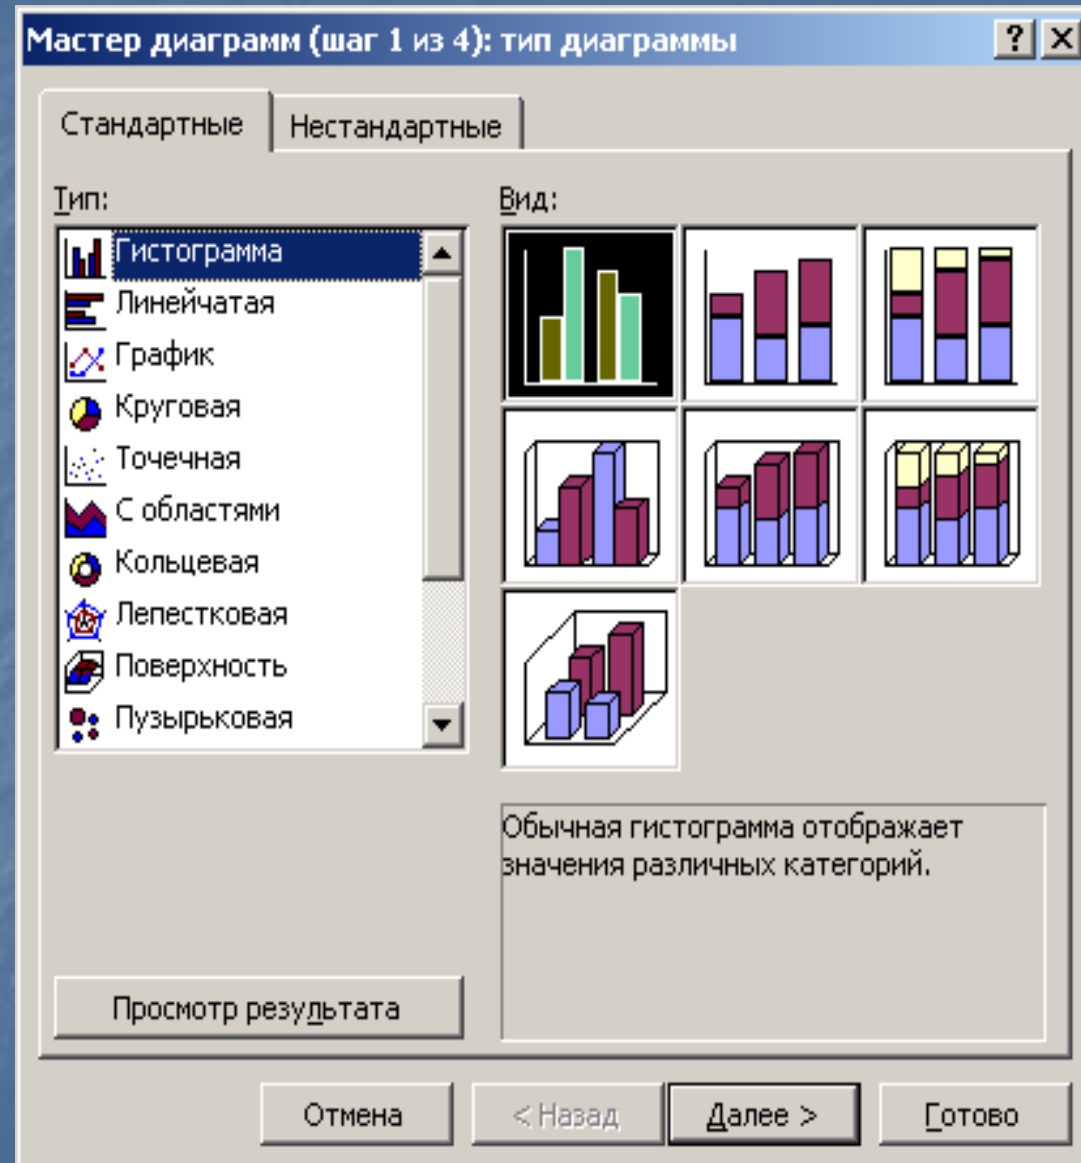 Мастер диаграмм (шаг 1 из 4): тип диаграммы
Стандартные
Нестандартные
Тип:
Вид:
Гистограмма
Линейчатая
График
Круговая
Точечная
С областями
Кольцевая
Лепестковая
Поверхность
Пузырьковая
Обычная гистограмма отображает
значения различных категорий.
Просмотр результата
Отмена
< Назад
Далее >
Готово